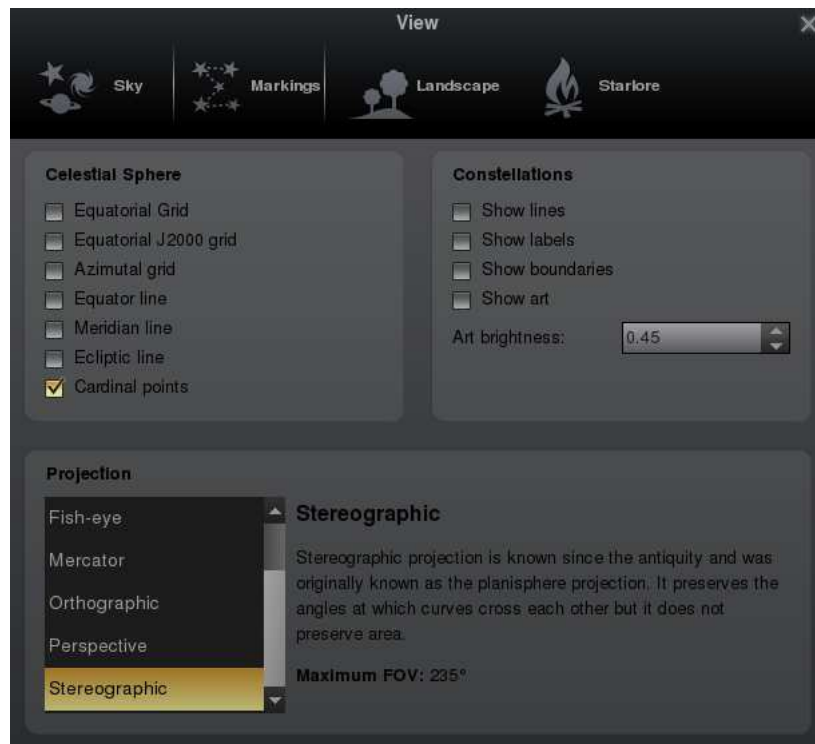 View
Sky
Markings
Landscape
Starlore
Celestial Sphere
Equatorial Grid
Equatorial J2000 grid
Azimutal grid
Equator line
Meridian line
Ecliptic line
Cardinal points
Constellations
Show lines
Show labels
Show boundaries
Show art
Art brightness: 0.45
Projection
Fish-eye
Mercator
Orthographic
Perspective
Stereographic
Stereographic
Stereographic projection is known since the antiquity and was
originally known as the planisphere projection. It preserves the
angles at which curves cross each other but it does not
preserve area.
Maximum FOV: 235°